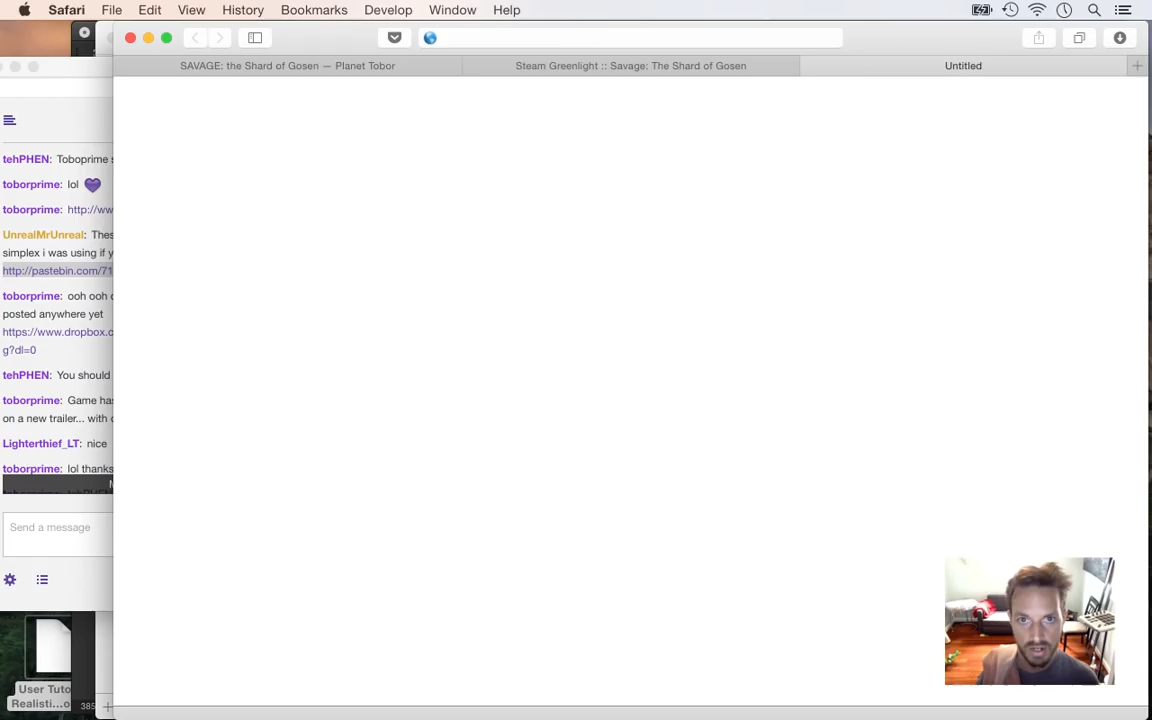 Safari File Edit View History Bookmarks Develop Window Help
SAVAGE: the Shard of Gosen — Planet Tobor
Steam Greenlight :: Savage: The Shard of Gosen
Untitled
tehPHEN: Toboprime s
toborprime: lol
toborprime: http://ww
UnrealMrUnreal: Thes
simplex i was using if y
http://pastebin.com/71
toborprime: ooh ooh
posted anywhere yet
https://www.dropbox.c
g?dl=0
tehPHEN: You should
toborprime: Game has
on a new trailer... with
Lighterthief_LT: nice
toborprime: lol thanks
Send a message
User Tuto
Realisti...o
385